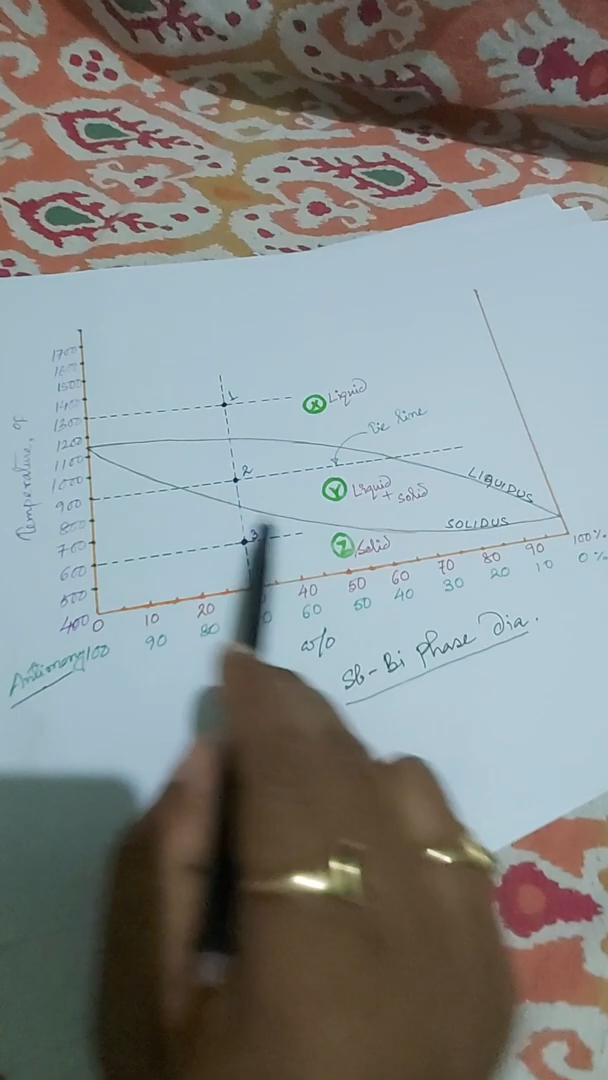 1700
1600
1500
1400
1300
1200
1100
1000
900
800
700
600
500
400
Temperature, of
1
X Liquid
tie line
2
Y Liquid
+ solid
LIQUIDUS
SOLIDUS
3
Z Solid
0 10 20 40 50 60 70 80 90 100%
Antimony 100 90 80 60 50 40 30 20 10 0%
w/o
Sb-Bi phase Dia.